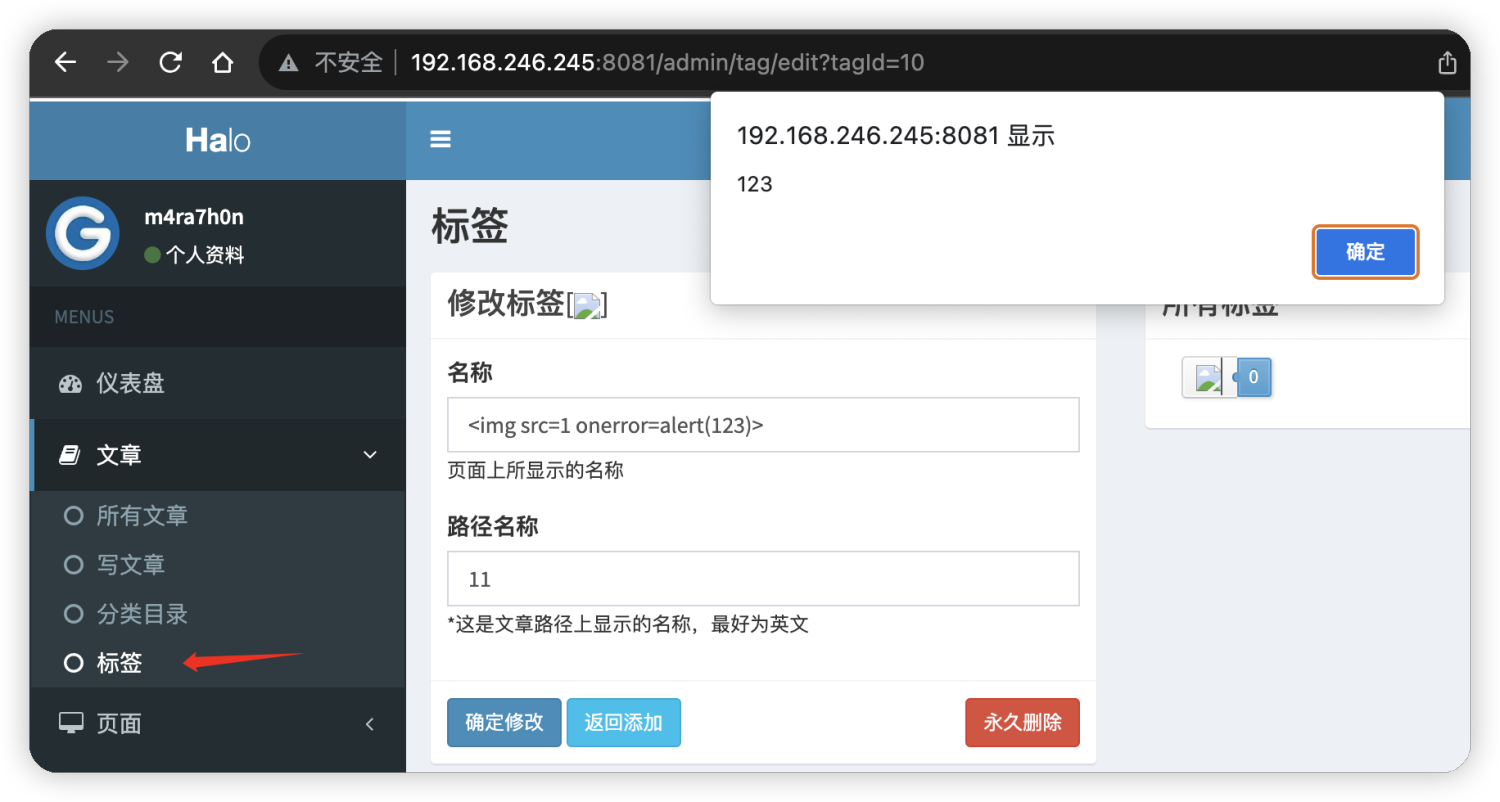 不安全 192.168.246.245:8081/admin/tag/edit?tagId=10
192.168.246.245:8081 显示
123
确定
Halo
m4ra7h0n
个人资料
MENUS
仪表盘
文章
所有文章
写文章
分类目录
标签
页面
标签
修改标签[]
名称
<img src=1 onerror=alert(123)>
页面上所显示的名称
路径名称
11
*这是文章路径上显示的名称，最好为英文
确定修改 返回添加 永久删除
所有标签
0